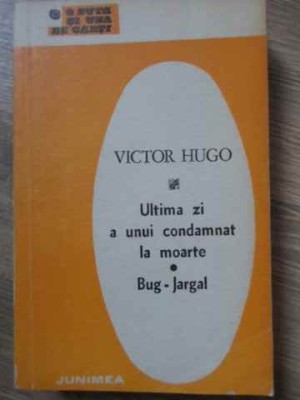 O SUTĂ
ȘI UNA
DE CĂRȚI
VICTOR HUGO
Ultima zi
a unui condamnat
la moarte
Bug-Jargal
JUNIMEA